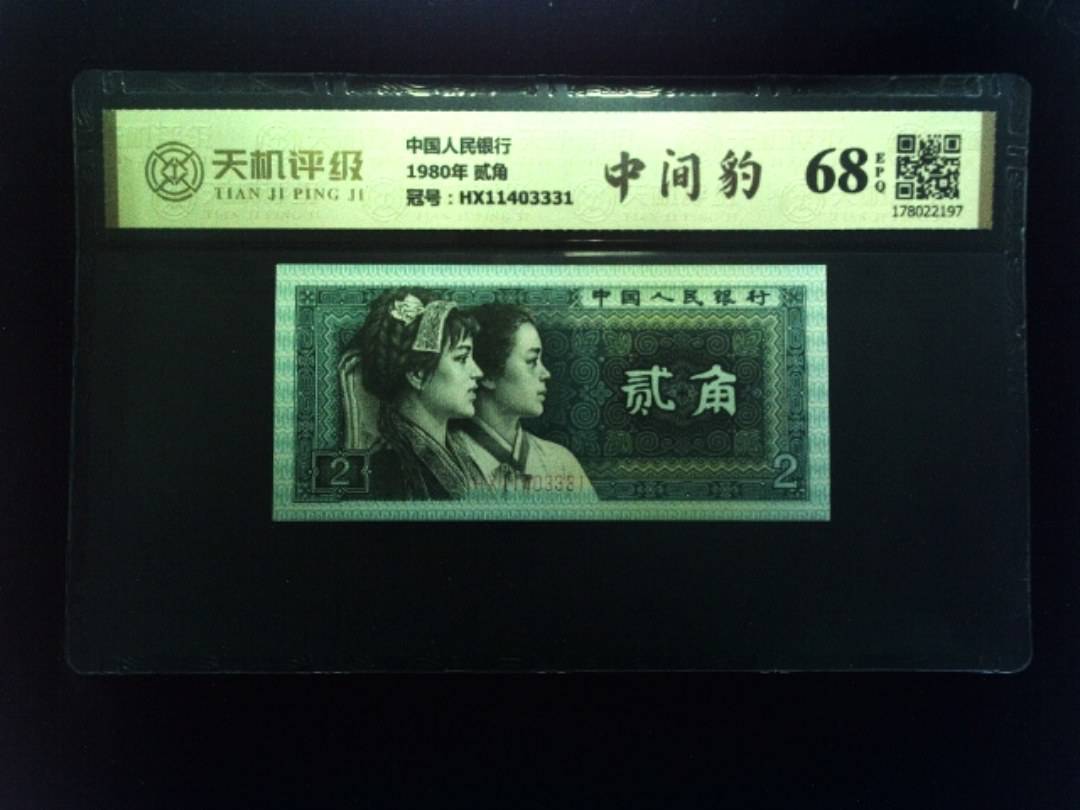 天机评级
TIAN JI PING JI
中国人民银行
1980年 贰角
冠号：HX11403331
中间豹
68
EPQ
178022197
中国人民银行
贰角
2
2
HX11403331